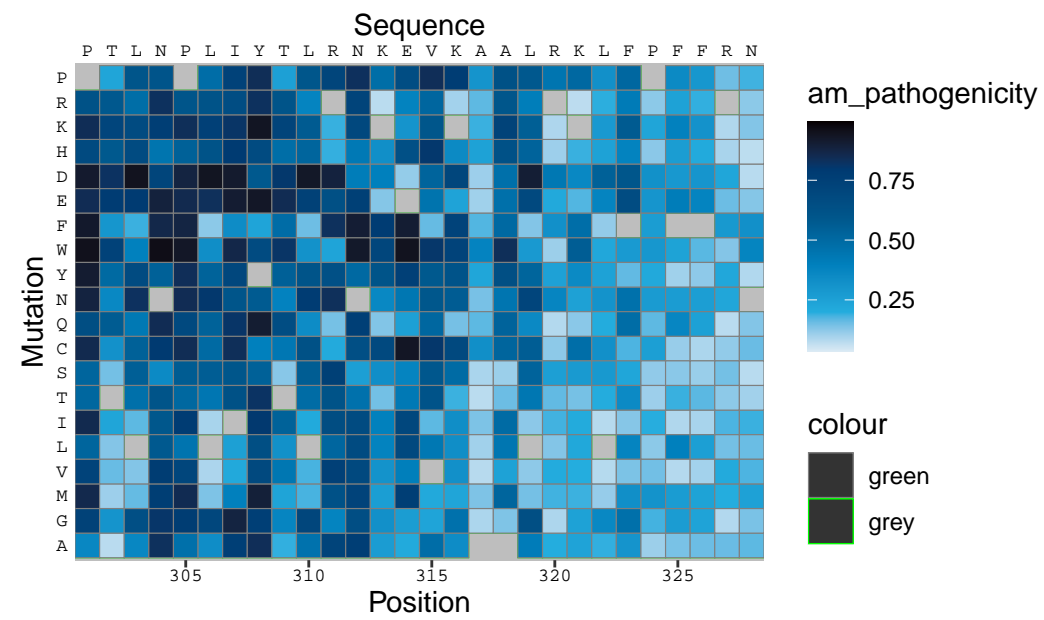 Sequence
P T L N P L I Y T L R N K E V K A A L R K L F P F F R N
Mutation
P
R
K
H
D
E
F
W
Y
N
Q
C
S
T
I
L
V
M
G
A
305 310 315 320 325
Position
am_pathogenicity
0.75
0.50
0.25
colour
green
grey